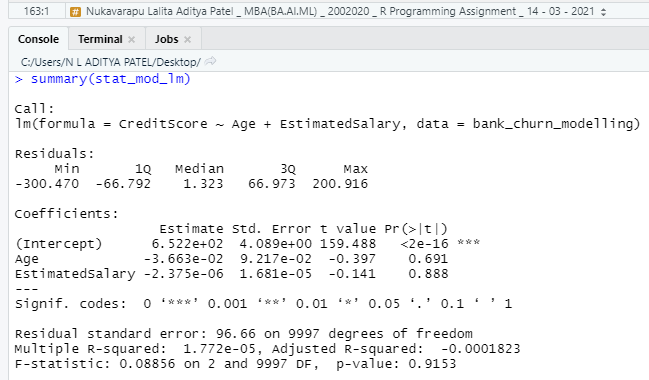 163:1 # Nukavarapu Lalita Aditya Patel _ MBA(BA.AI.ML) _ 2002020 _ R Programming Assignment _ 14 - 03 - 2021
Console Terminal × Jobs ×
C:/Users/N L ADITYA PATEL/Desktop/
> summary(stat_mod_lm)
Call:
lm(formula = CreditScore ~ Age + EstimatedSalary, data = bank_churn_modelling)
Residuals:
Min 1Q Median 3Q Max
-300.470 -66.792 1.323 66.973 200.916
Coefficients:
Estimate Std. Error t value Pr(>|t|)
(Intercept) 6.522e+02 4.089e+00 159.488 <2e-16 ***
Age -3.663e-02 9.217e-02 -0.397 0.691
EstimatedSalary -2.375e-06 1.681e-05 -0.141 0.888
---
Signif. codes: 0 ‘***’ 0.001 ‘**’ 0.01 ‘*’ 0.05 ‘.’ 0.1 ‘ ’ 1
Residual standard error: 96.66 on 9997 degrees of freedom
Multiple R-squared: 1.772e-05, Adjusted R-squared: -0.0001823
F-statistic: 0.08856 on 2 and 9997 DF, p-value: 0.9153